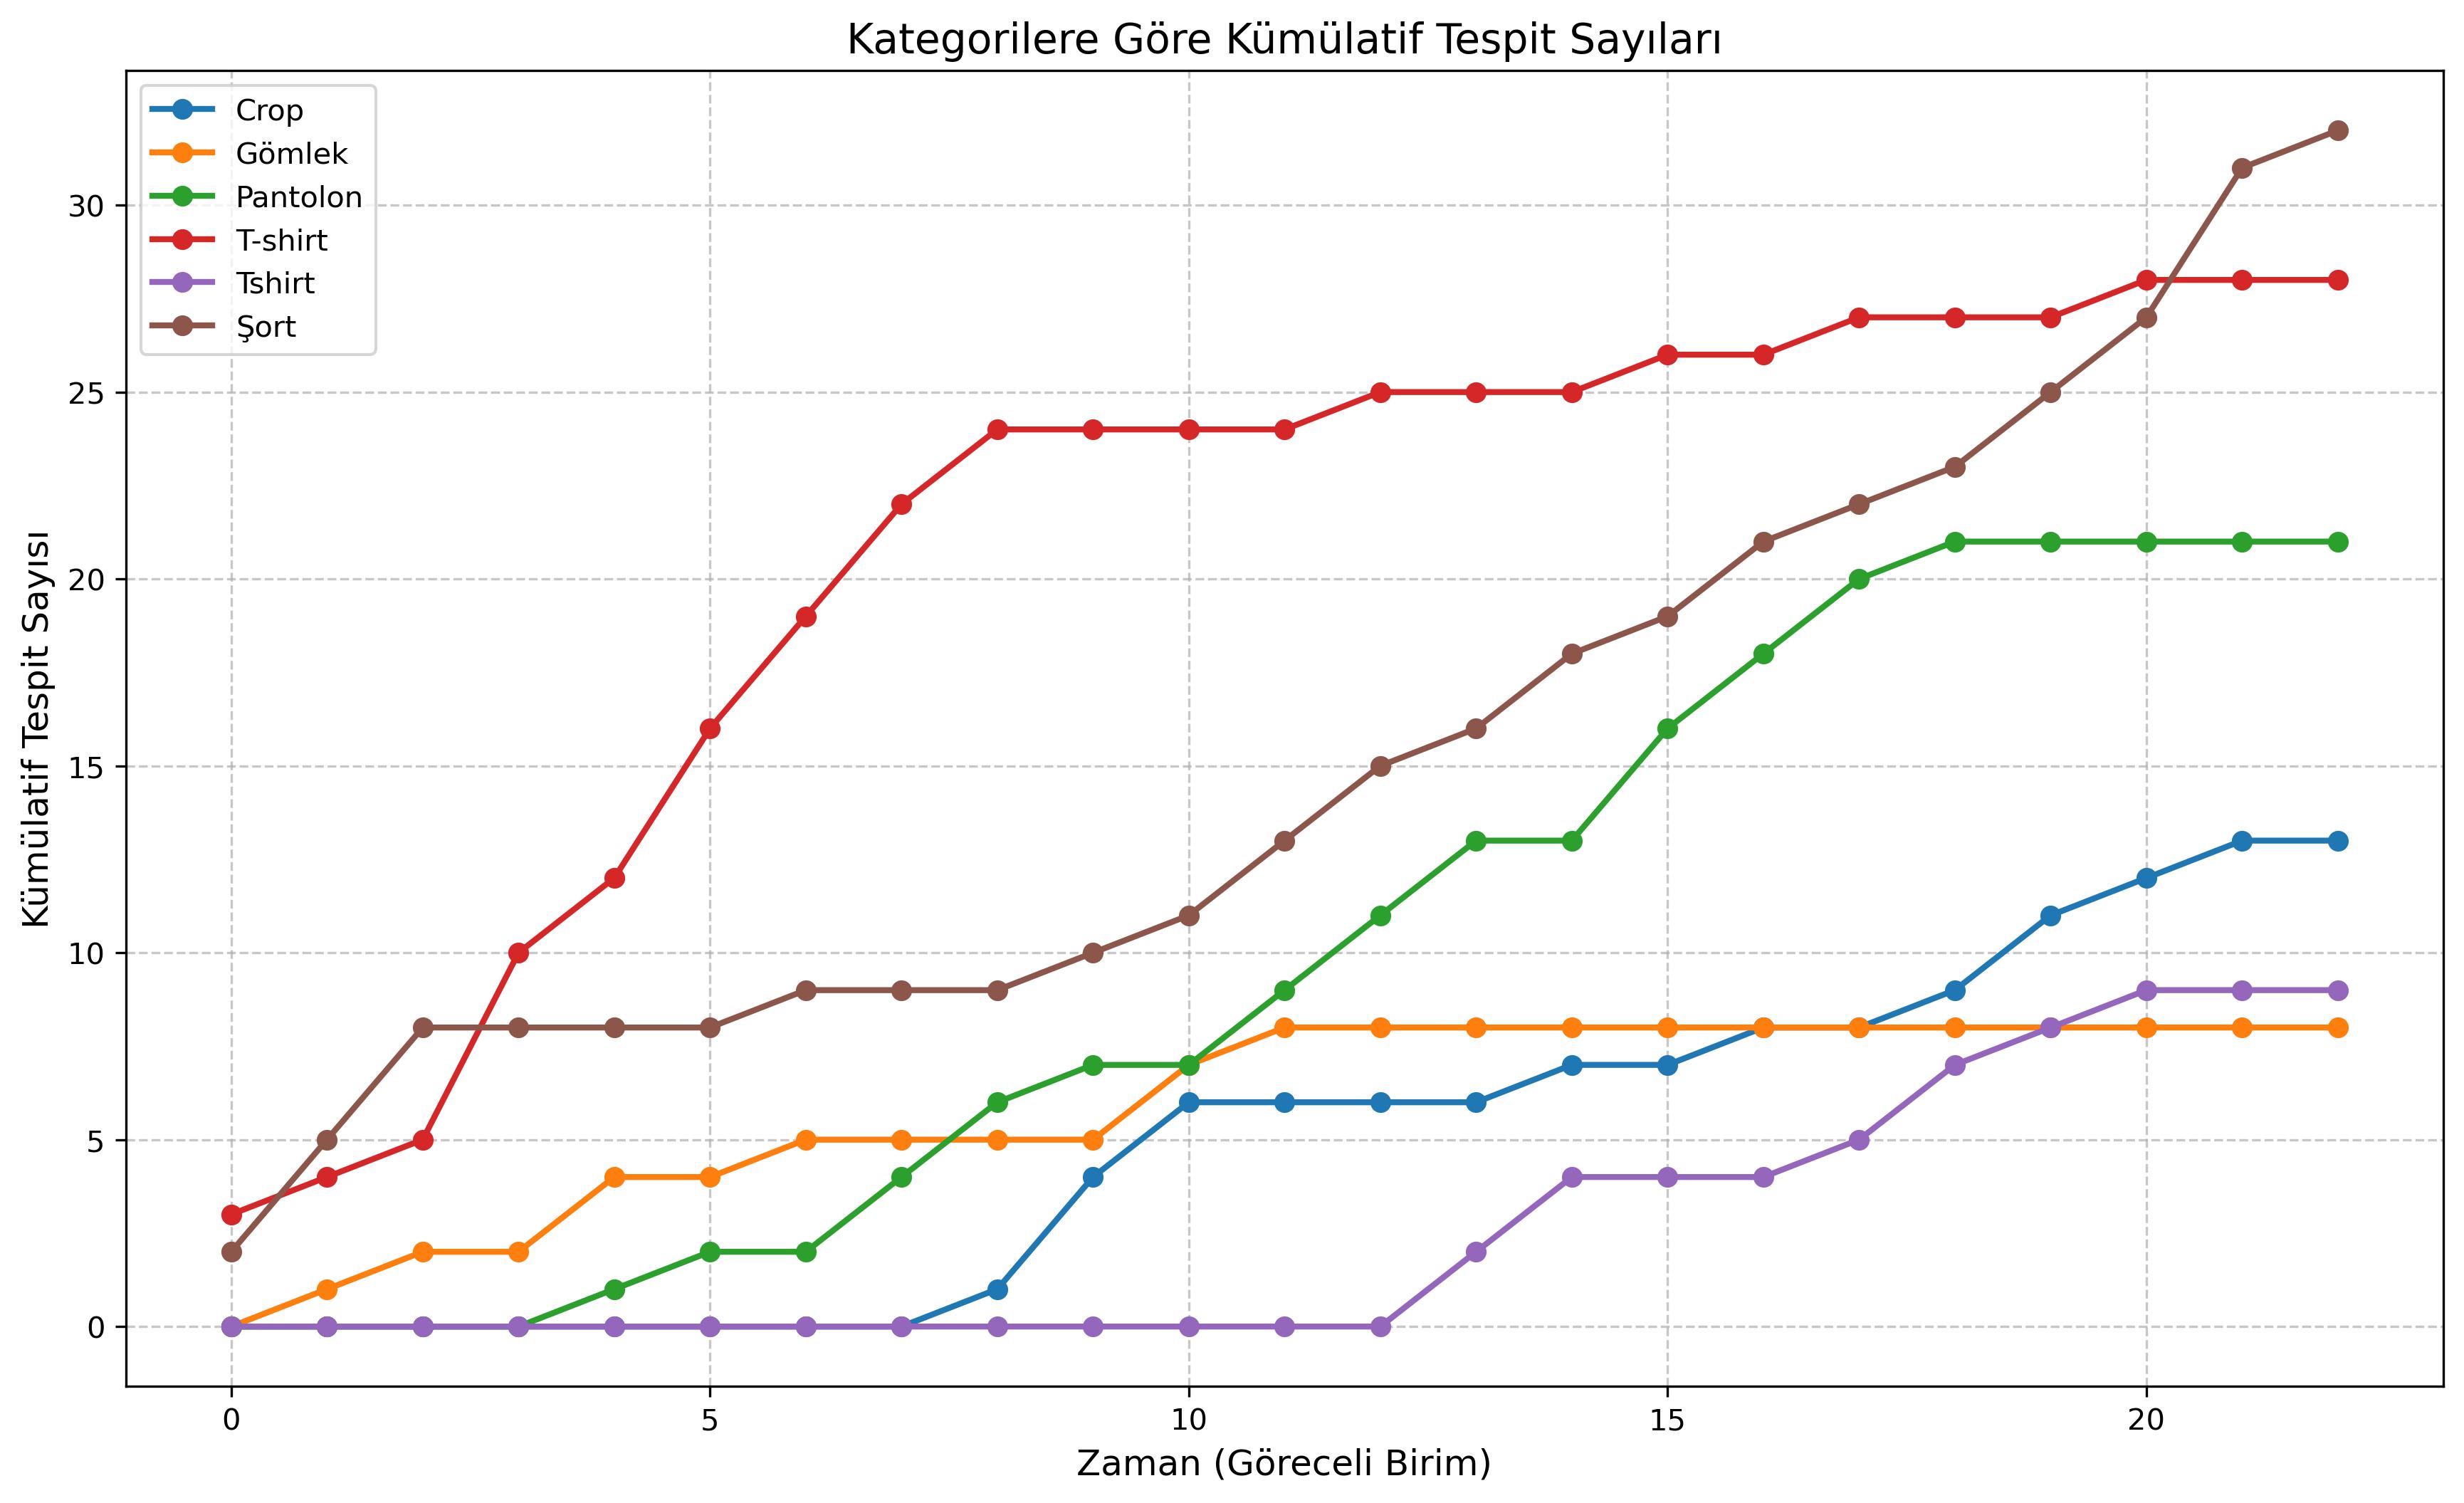 Kategorilere Göre Kümülatif Tespit Sayıları
Crop
Gömlek
Pantolon
T-shirt
Tshirt
Şort
Kümülatif Tespit Sayısı
30
25
20
15
10
5
0
0 5 10 15 20
Zaman (Göreceli Birim)